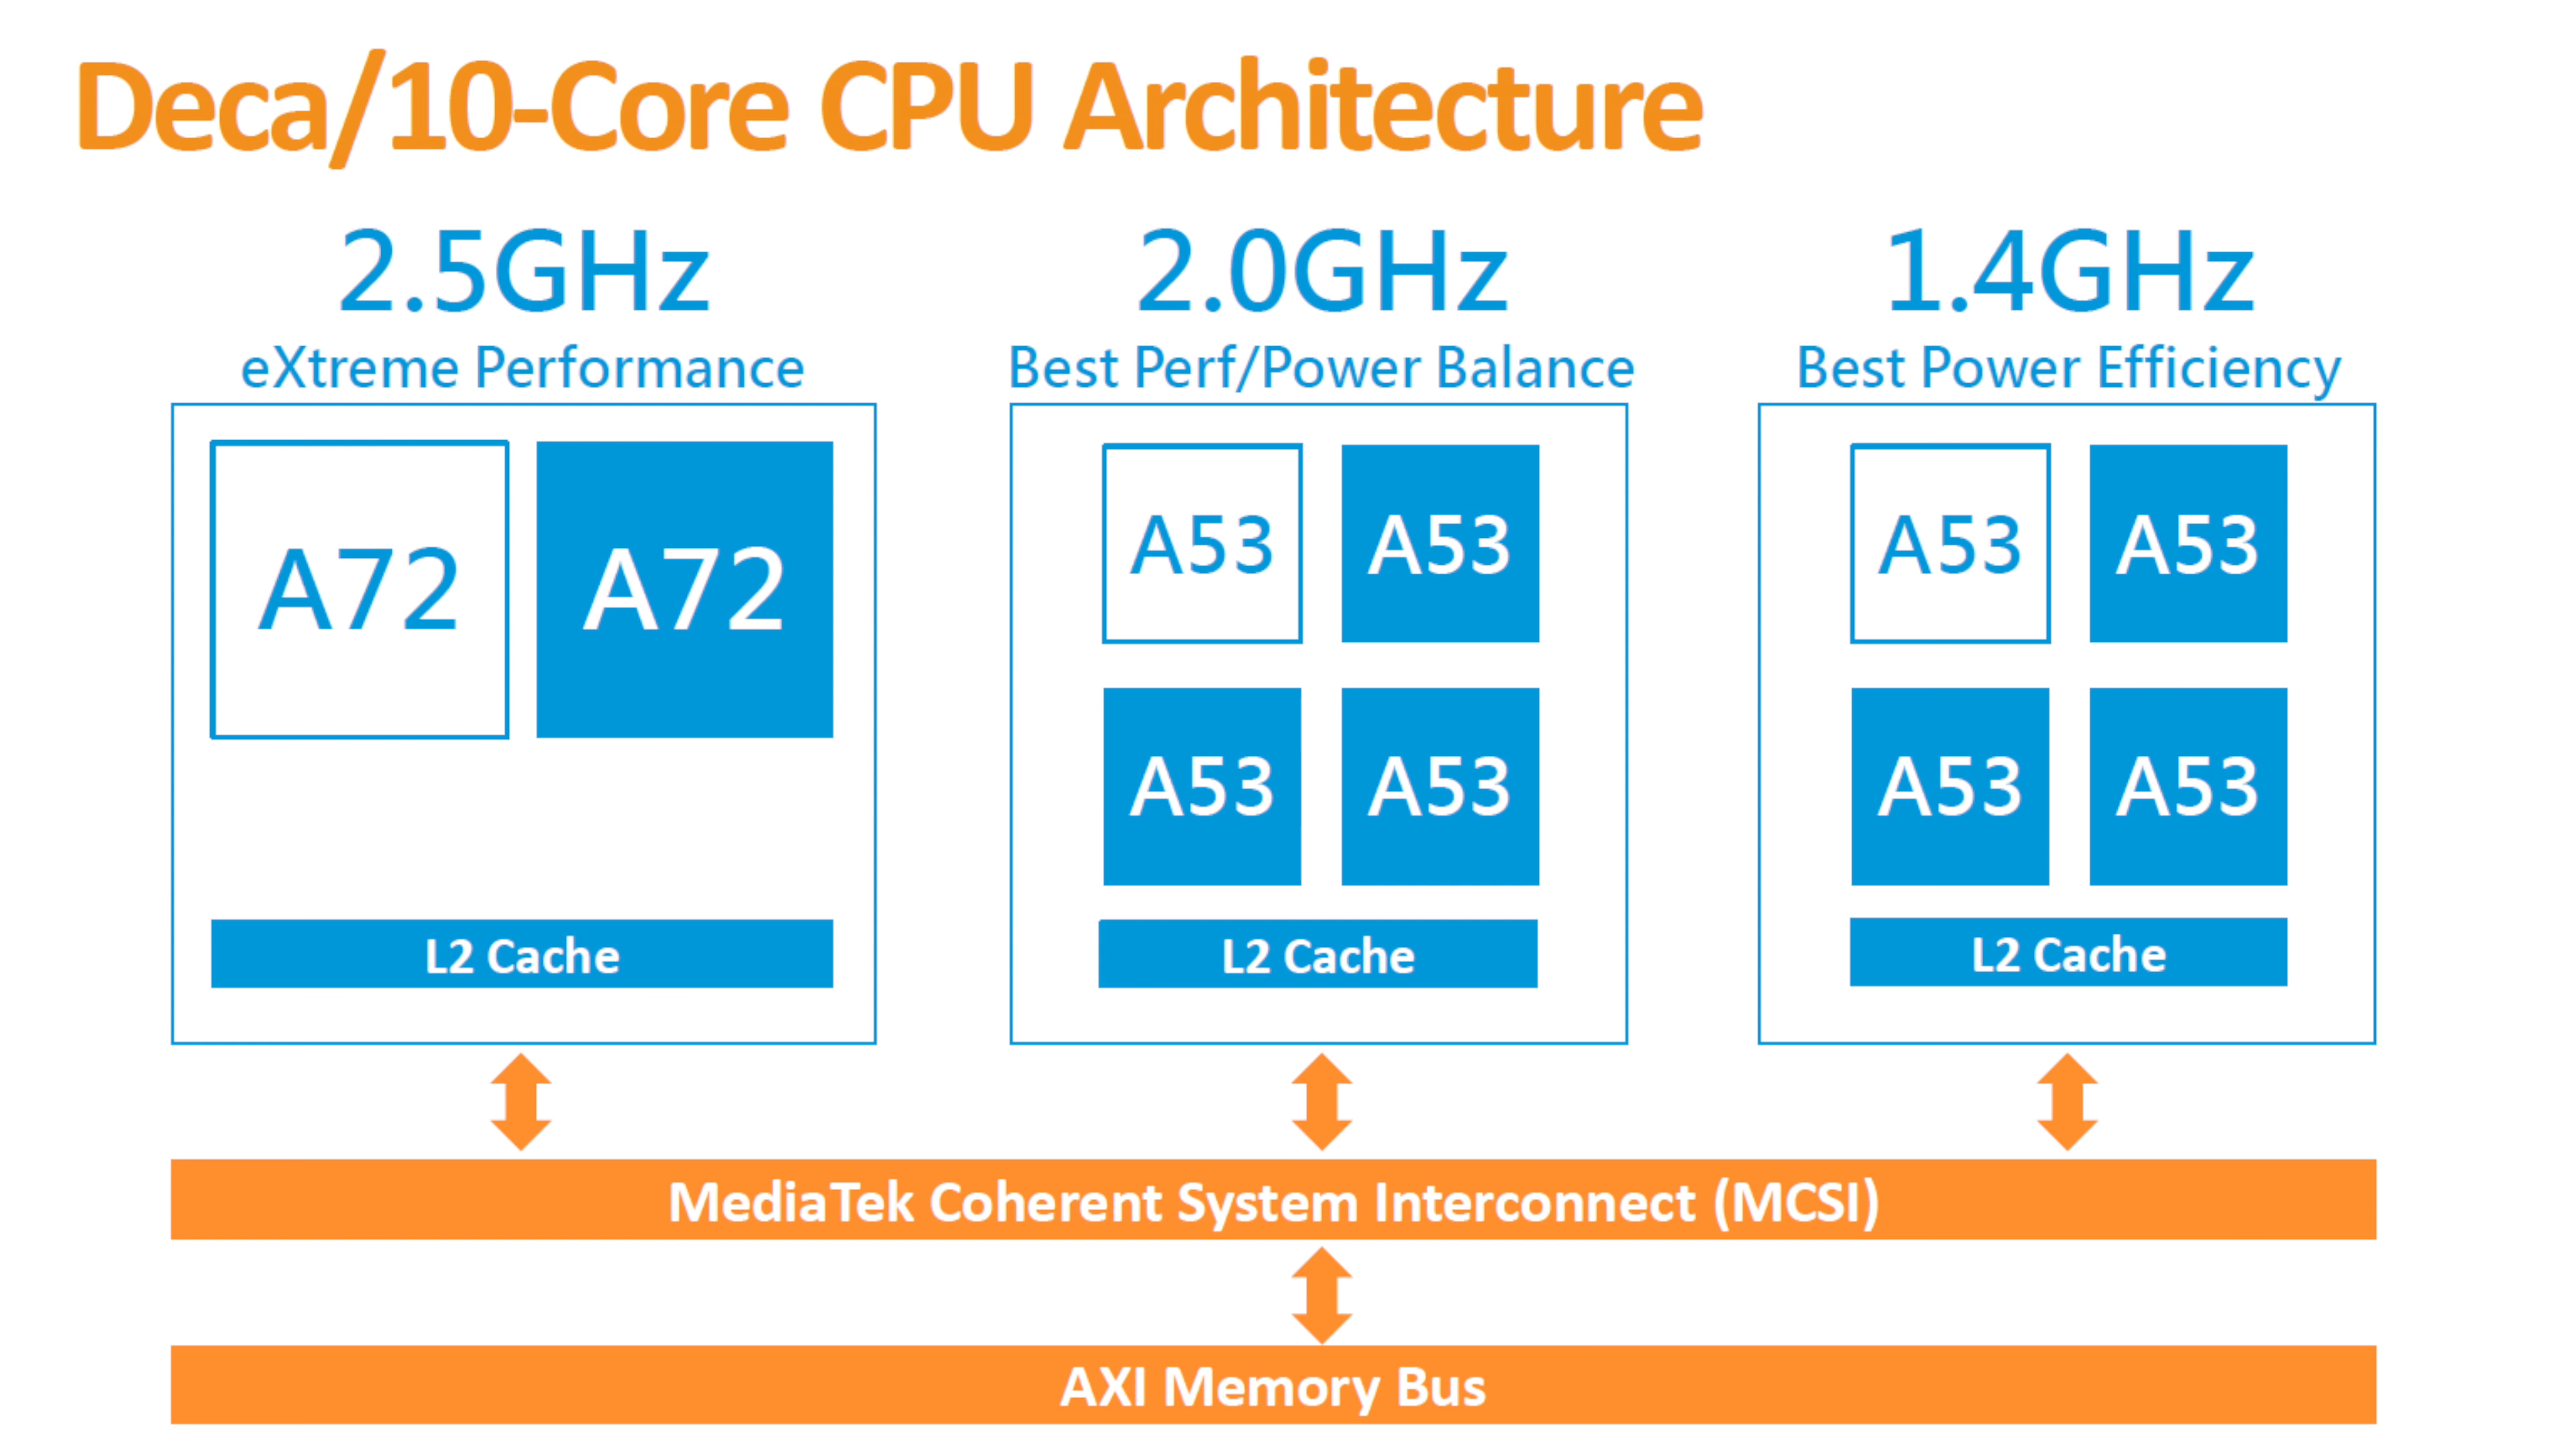 Deca/10-Core CPU Architecture
2.5GHz
eXtreme Performance
A72 A72
L2 Cache
2.0GHz
Best Perf/Power Balance
A53 A53
A53 A53
L2 Cache
1.4GHz
Best Power Efficiency
A53 A53
A53 A53
L2 Cache
MediaTek Coherent System Interconnect (MCSI)
AXI Memory Bus